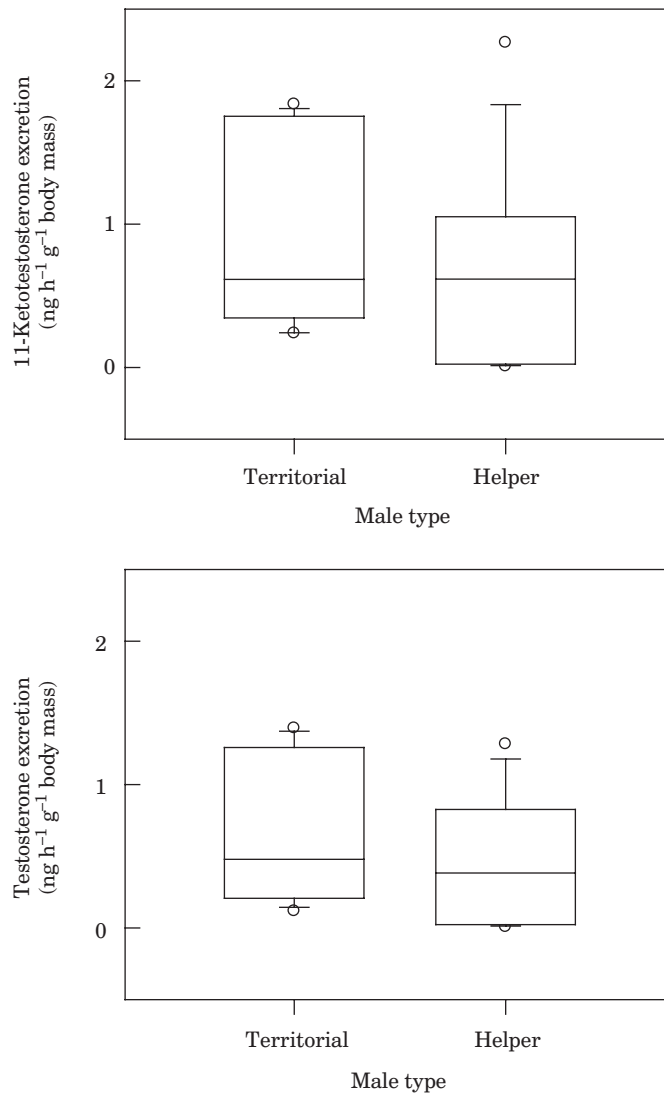 11-Ketotestosterone excretion
(ng h⁻¹ g⁻¹ body mass)
2
1
0
Territorial
Helper
Male type
Testosterone excretion
(ng h⁻¹ g⁻¹ body mass)
2
1
0
Territorial
Helper
Male type